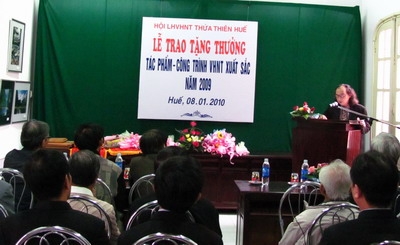 HỘI LHVHNT THỪA THIÊN HUẾ
LỄ TRAO TẶNG THƯỞNG
TÁC PHẨM - CÔNG TRÌNH VHNT XUẤT SẮC
NĂM 2009
Huế, 08.01.2010